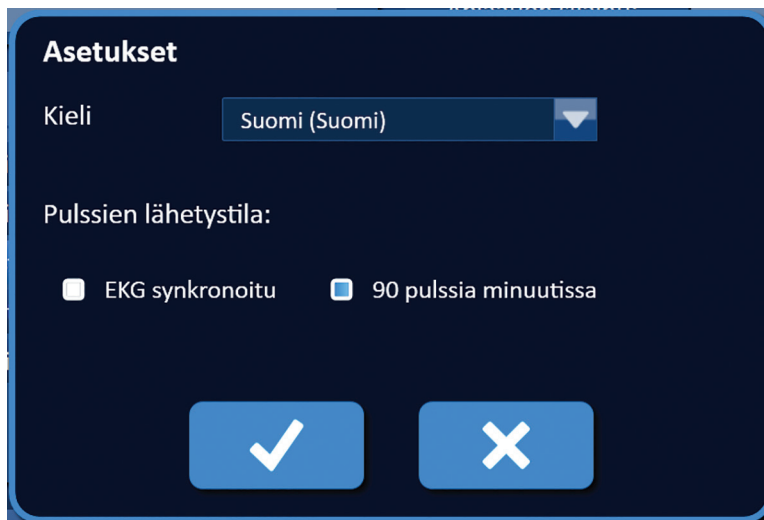 Asetukset
Kieli
Suomi (Suomi)
Pulssien lähetystila:
EKG synkronoitu
90 pulssia minuutissa